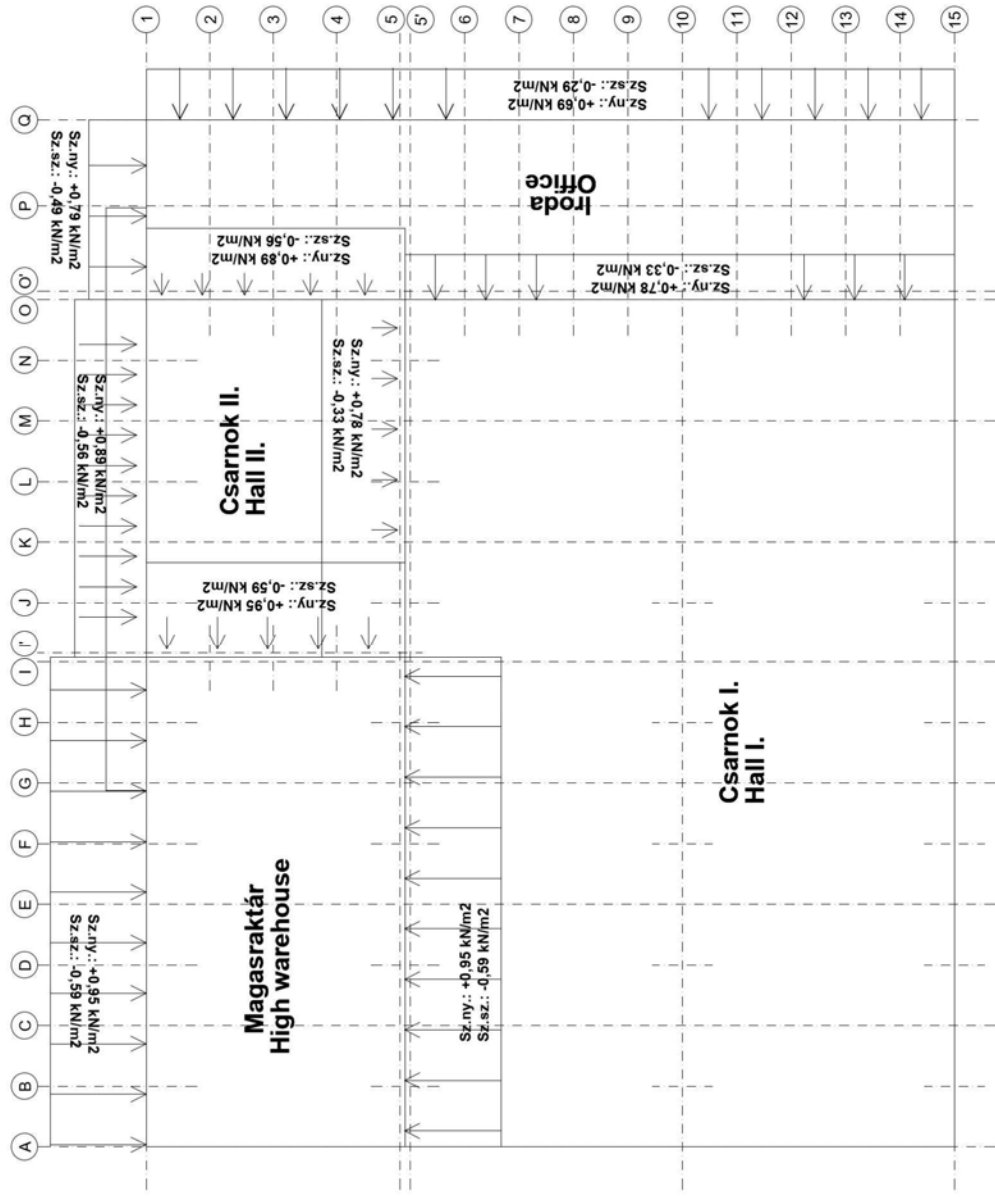 A
B
C
D
E
F
G
H
I
I'
J
K
L
M
N
O
O'
P
Q
1
2
3
4
5
5'
6
7
8
9
10
11
12
13
14
15
Sz.ny.: +0,95 kN/m2
Sz.sz.: -0,59 kN/m2
Sz.ny.: +0,89 kN/m2
Sz.sz.: -0,56 kN/m2
Sz.ny.: +0,79 kN/m2
Sz.sz.: -0,49 kN/m2
Magasraktár
High warehouse
Sz.ny.: +0,95 kN/m2
Sz.sz.: -0,59 kN/m2
Csarnok II.
Hall II.
Sz.ny.: +0,89 kN/m2
Sz.sz.: -0,56 kN/m2
Sz.ny.: +0,78 kN/m2
Sz.sz.: -0,33 kN/m2
Sz.ny.: +0,95 kN/m2
Sz.sz.: -0,59 kN/m2
Iroda
Office
Sz.ny.: +0,69 kN/m2
Sz.sz.: -0,29 kN/m2
Sz.ny.: +0,78 kN/m2
Sz.sz.: -0,33 kN/m2
Csarnok I.
Hall I.